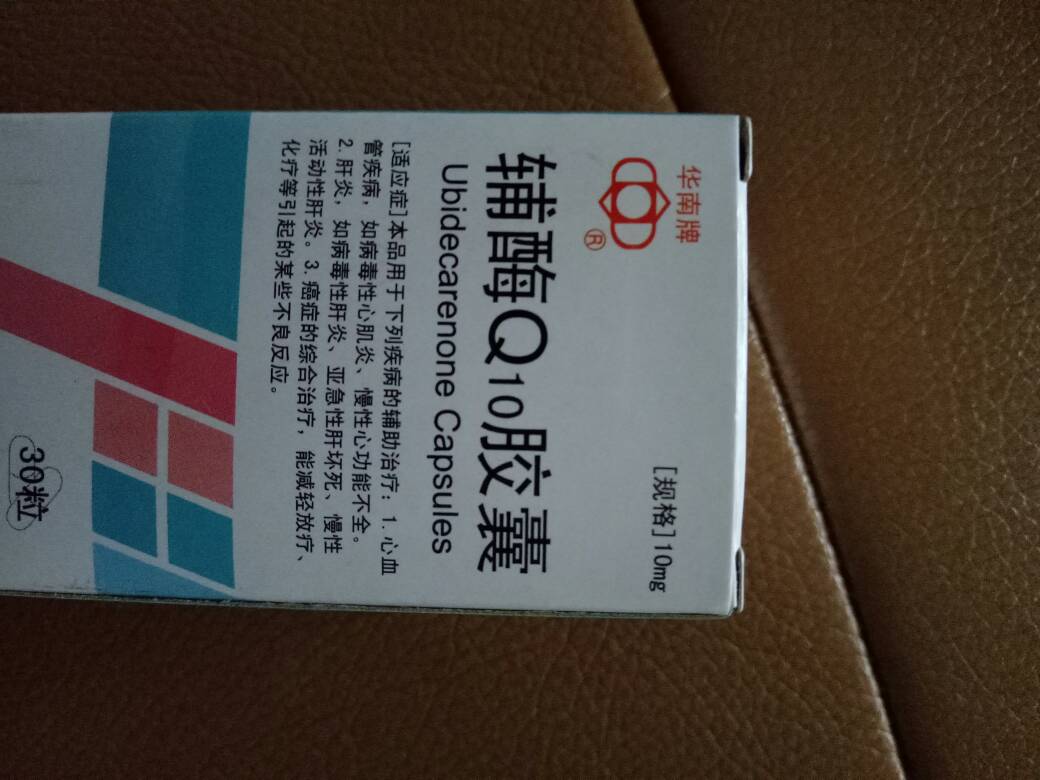 华南牌
®
[规格]10mg
辅酶Q10胶囊
Ubidecarenone Capsules
[适应症]本品用于下列疾病的辅助治疗：1.心血
管疾病，如病毒性心肌炎、慢性心功能不全。
2.肝炎，如病毒性肝炎、亚急性肝坏死、慢性
活动性肝炎。3.癌症的综合治疗，能减轻放疗、
化疗等引起的某些不良反应。
30粒